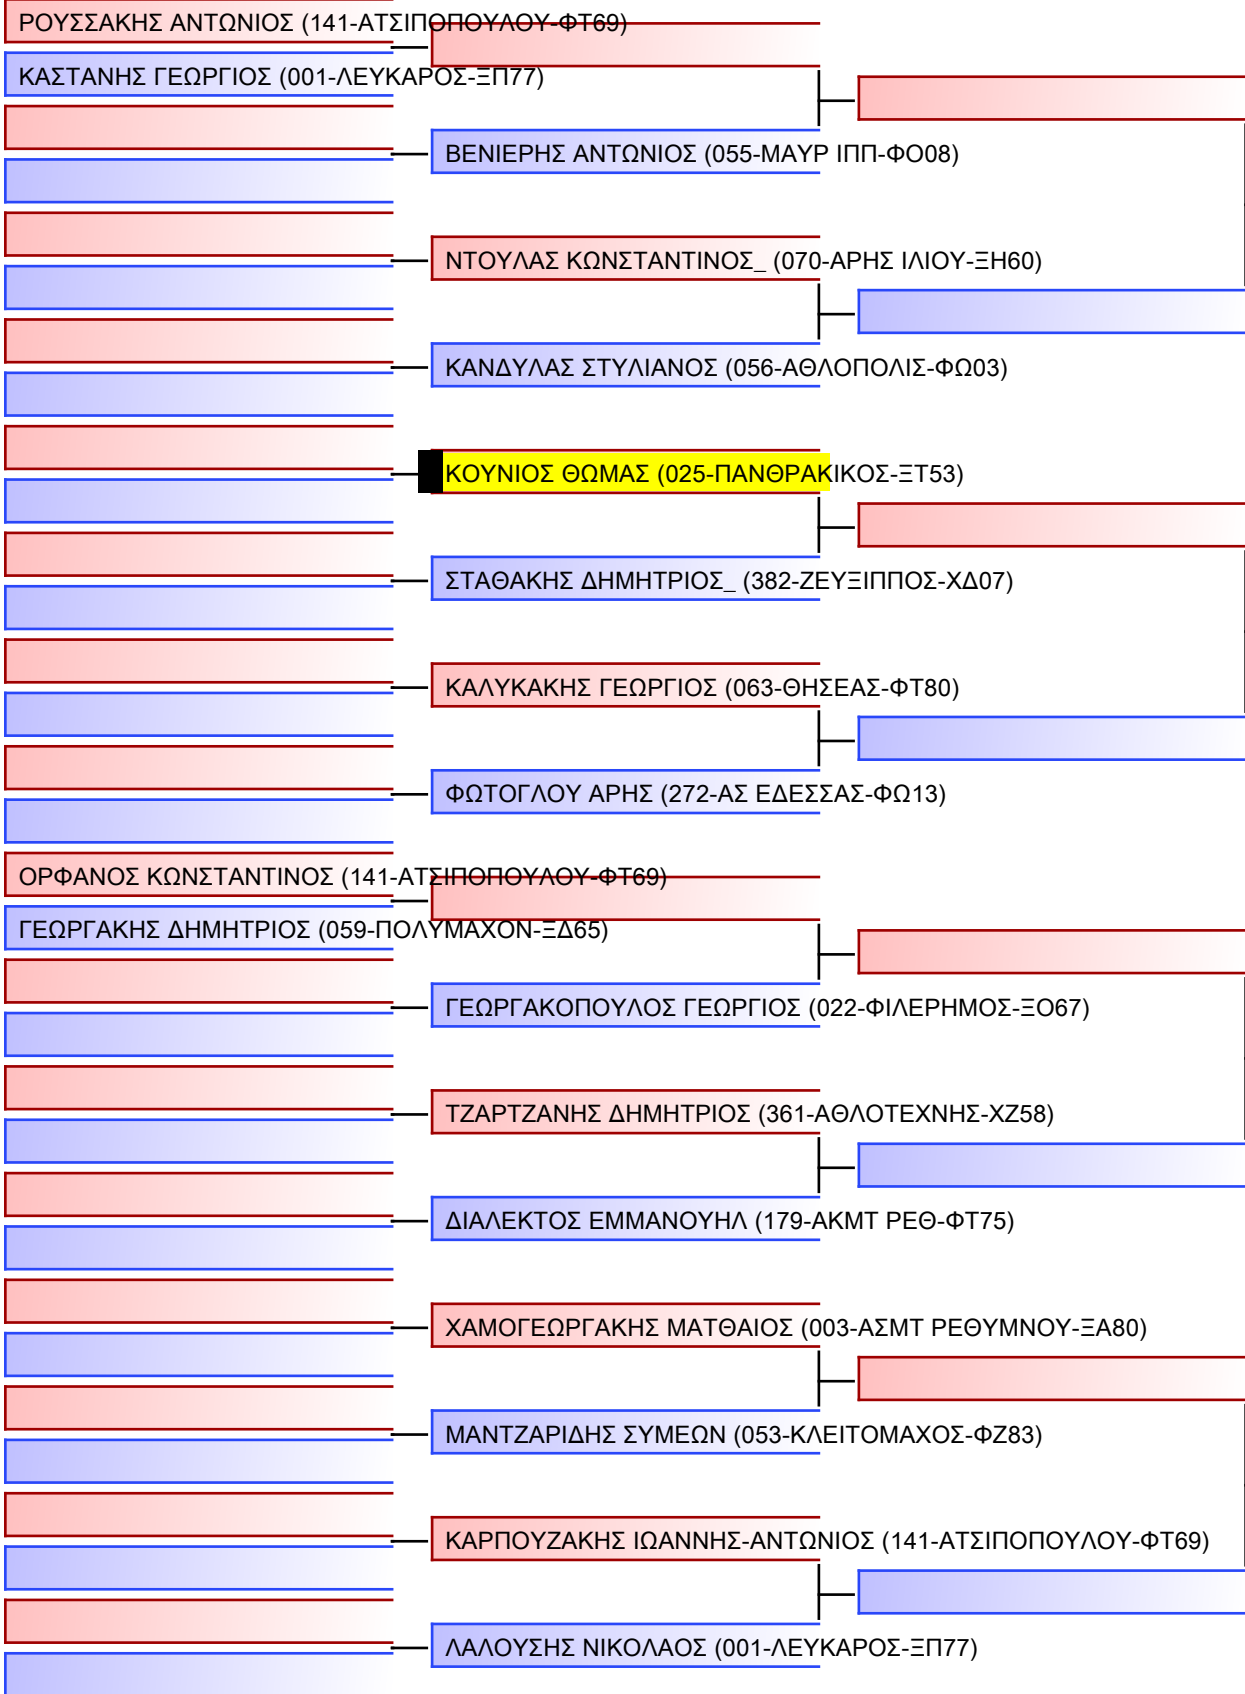 ΡΟΥΣΣΑΚΗΣ ΑΝΤΩΝΙΟΣ (141-ΑΤΣΙΠΟΠΟΥΛΟΥ-ΦΤ69)
ΚΑΣΤΑΝΗΣ ΓΕΩΡΓΙΟΣ (001-ΛΕΥΚΑΡΟΣ-ΞΠ77)
ΒΕΝΙΕΡΗΣ ΑΝΤΩΝΙΟΣ (055-ΜΑΥΡ ΙΠΠ-ΦΟ08)
ΝΤΟΥΛΑΣ ΚΩΝΣΤΑΝΤΙΝΟΣ_ (070-ΑΡΗΣ ΙΛΙΟΥ-ΞΗ60)
ΚΑΝΔΥΛΑΣ ΣΤΥΛΙΑΝΟΣ (056-ΑΘΛΟΠΟΛΙΣ-ΦΩ03)
ΚΟΥΝΙΟΣ ΘΩΜΑΣ (025-ΠΑΝΘΡΑΚΙΚΟΣ-ΞΤ53)
ΣΤΑΘΑΚΗΣ ΔΗΜΗΤΡΙΟΣ_ (382-ΖΕΥΞΙΠΠΟΣ-ΧΔ07)
ΚΑΛΥΚΑΚΗΣ ΓΕΩΡΓΙΟΣ (063-ΘΗΣΕΑΣ-ΦΤ80)
ΦΩΤΟΓΛΟΥ ΑΡΗΣ (272-ΑΣ ΕΔΕΣΣΑΣ-ΦΩ13)
ΟΡΦΑΝΟΣ ΚΩΝΣΤΑΝΤΙΝΟΣ (141-ΑΤΣΙΠΟΠΟΥΛΟΥ-ΦΤ69)
ΓΕΩΡΓΑΚΗΣ ΔΗΜΗΤΡΙΟΣ (059-ΠΟΛΥΜΑΧΟΝ-ΞΔ65)
ΓΕΩΡΓΑΚΟΠΟΥΛΟΣ ΓΕΩΡΓΙΟΣ (022-ΦΙΛΕΡΗΜΟΣ-ΞΟ67)
ΤΖΑΡΤΖΑΝΗΣ ΔΗΜΗΤΡΙΟΣ (361-ΑΘΛΟΤΕΧΝΗΣ-ΧΖ58)
ΔΙΑΛΕΚΤΟΣ ΕΜΜΑΝΟΥΗΛ (179-ΑΚΜΤ ΡΕΘ-ΦΤ75)
ΧΑΜΟΓΕΩΡΓΑΚΗΣ ΜΑΤΘΑΙΟΣ (003-ΑΣΜΤ ΡΕΘΥΜΝΟΥ-ΞΑ80)
ΜΑΝΤΖΑΡΙΔΗΣ ΣΥΜΕΩΝ (053-ΚΛΕΙΤΟΜΑΧΟΣ-ΦΖ83)
ΚΑΡΠΟΥΖΑΚΗΣ ΙΩΑΝΝΗΣ-ΑΝΤΩΝΙΟΣ (141-ΑΤΣΙΠΟΠΟΥΛΟΥ-ΦΤ69)
ΛΑΛΟΥΣΗΣ ΝΙΚΟΛΑΟΣ (001-ΛΕΥΚΑΡΟΣ-ΞΠ77)